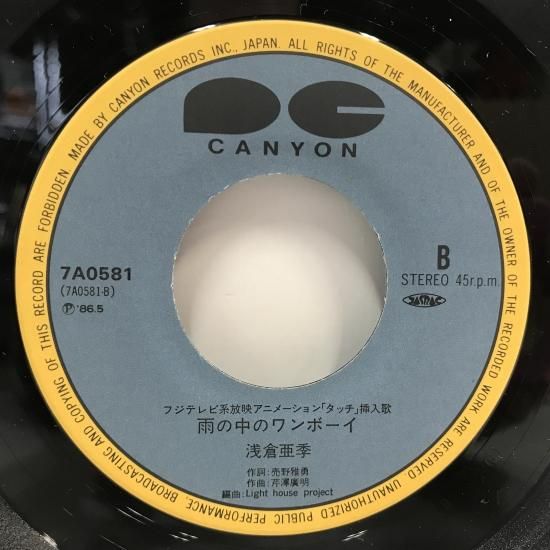 MADE BY CANYON RECORDS INC., JAPAN. ALL RIGHTS OF THE MANUFACTURER AND OF THE OWNER OF THE RECORDED WORK ARE RESERVED UNAUTHORIZED PUBLIC PERFORMANCE, BROADCASTING AND COPYING OF THIS RECORD ARE FORBIDDEN
CANYON
7A0581
(7A0581-B)
Ⓟ'86.5
B
STEREO 45r.p.m.
JASRAC
フジテレビ系放映アニメーション「タッチ」挿入歌
雨の中のワンボーイ
浅倉亜季
作詞：売野雅勇
作曲：芹澤廣明
編曲：Light house project